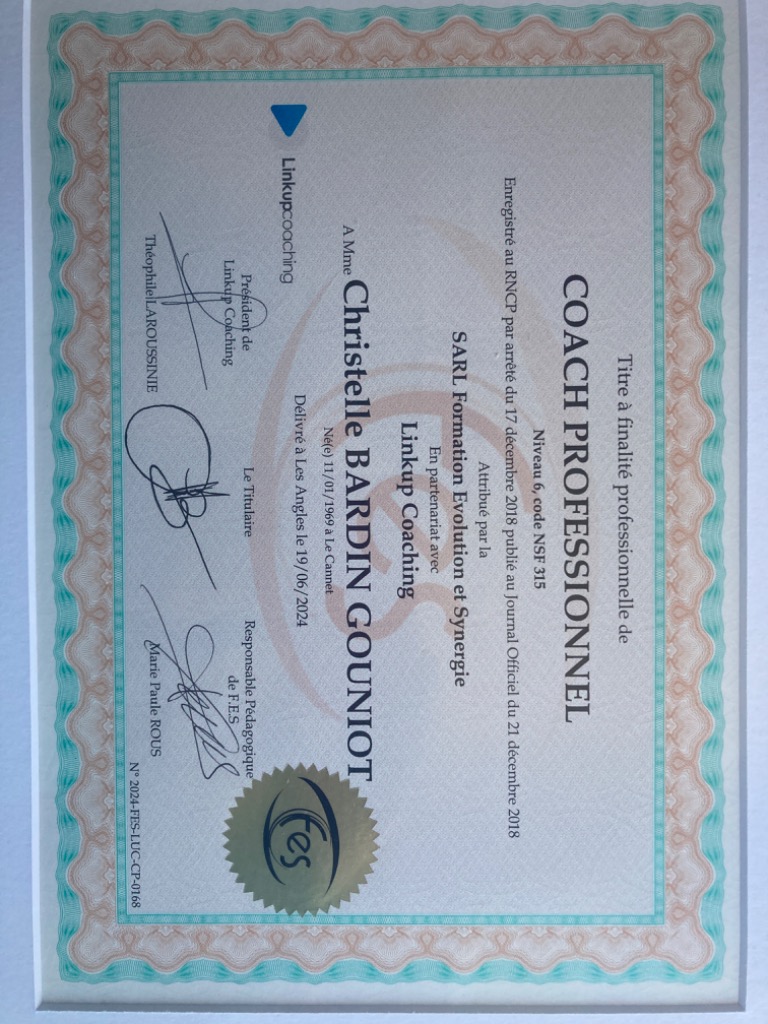 Titre à finalité professionnelle de
COACH PROFESSIONNEL
Niveau 6, code NSF 315
Enregistré au RNCP par arrêté du 17 décembre 2018 publié au Journal Officiel du 21 décembre 2018
Attribué par la
SARL Formation Evolution et Synergie
En partenariat avec
Linkup Coaching
A Mme Christelle BARDIN GOUNIOT
Né(e) 11/01/1969 à Le Cannet
Délivré à Les Angles le 19/06/2024
Linkupcoaching
Président de
Linkup Coaching
Théophile LAROUSSINIE
Le Titulaire
Responsable Pédagogique
de F.E.S
Marie Paule ROUS
Fes
N° 2024-FES-LUC-CP-0168